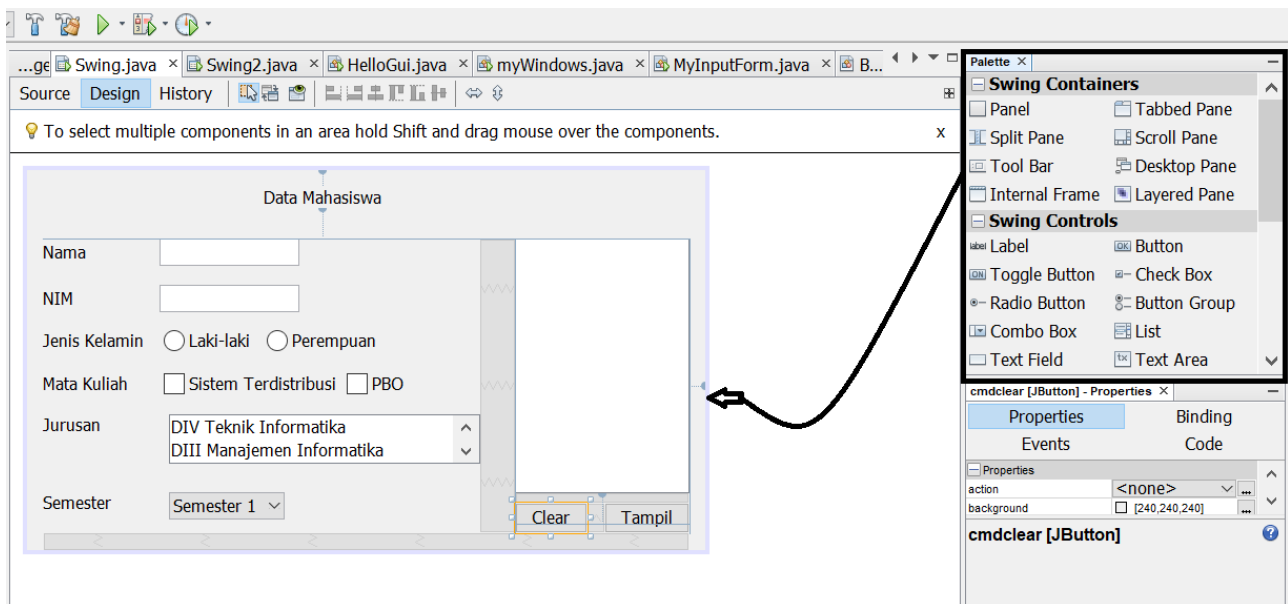 ...ge Swing.java × Swing2.java × HelloGui.java × myWindows.java × MyInputForm.java × B...
Source Design History
To select multiple components in an area hold Shift and drag mouse over the components. x
Data Mahasiswa
Nama
NIM
Jenis Kelamin Laki-laki Perempuan
Mata Kuliah Sistem Terdistribusi PBO
Jurusan DIV Teknik Informatika
DIII Manajemen Informatika
Semester Semester 1
Clear Tampil
Palette ×
Swing Containers
Panel Tabbed Pane
Split Pane Scroll Pane
Tool Bar Desktop Pane
Internal Frame Layered Pane
Swing Controls
label Label OK Button
ON Toggle Button Check Box
Radio Button Button Group
Combo Box List
Text Field tx Text Area
cmdclear [JButton] - Properties ×
Properties Binding
Events Code
Properties
action <none> ...
background [240,240,240] ...
cmdclear [JButton] ?